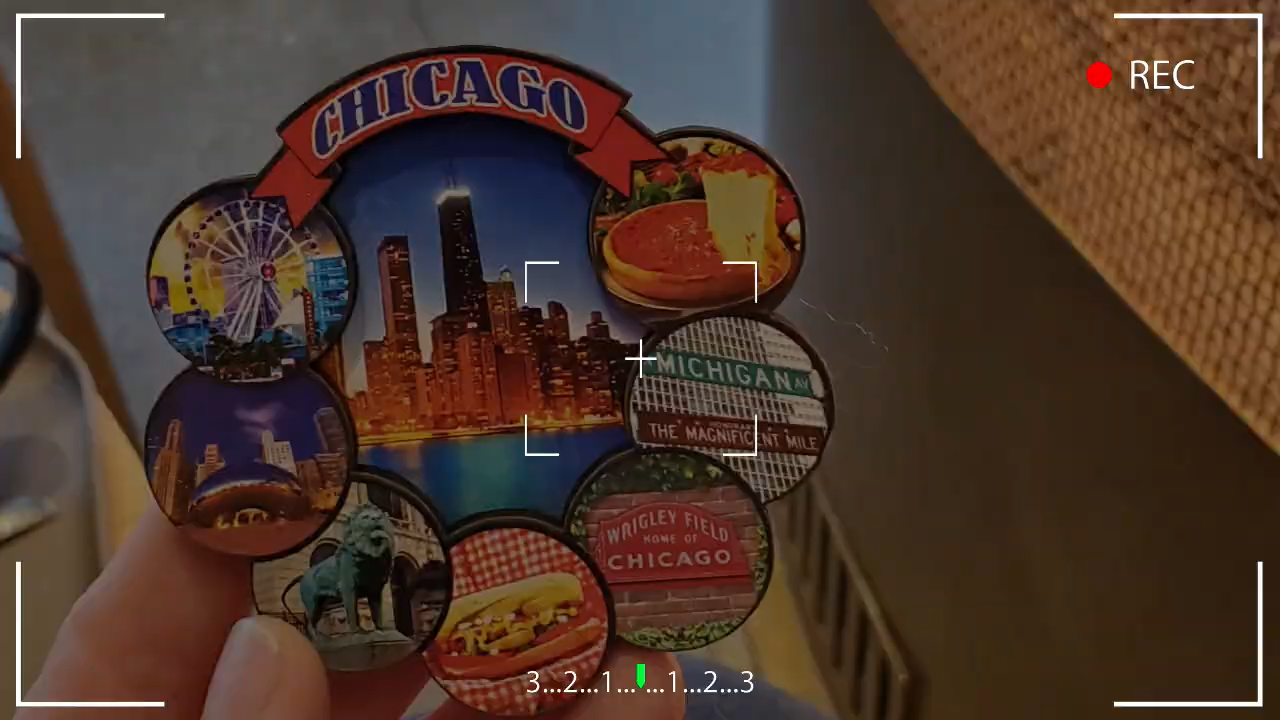 REC
CHICAGO
MICHIGAN AV
HONORARY
THE MAGNIFICENT MILE
WRIGLEY FIELD
HOME OF
CHICAGO
3...2...1... ...1...2...3